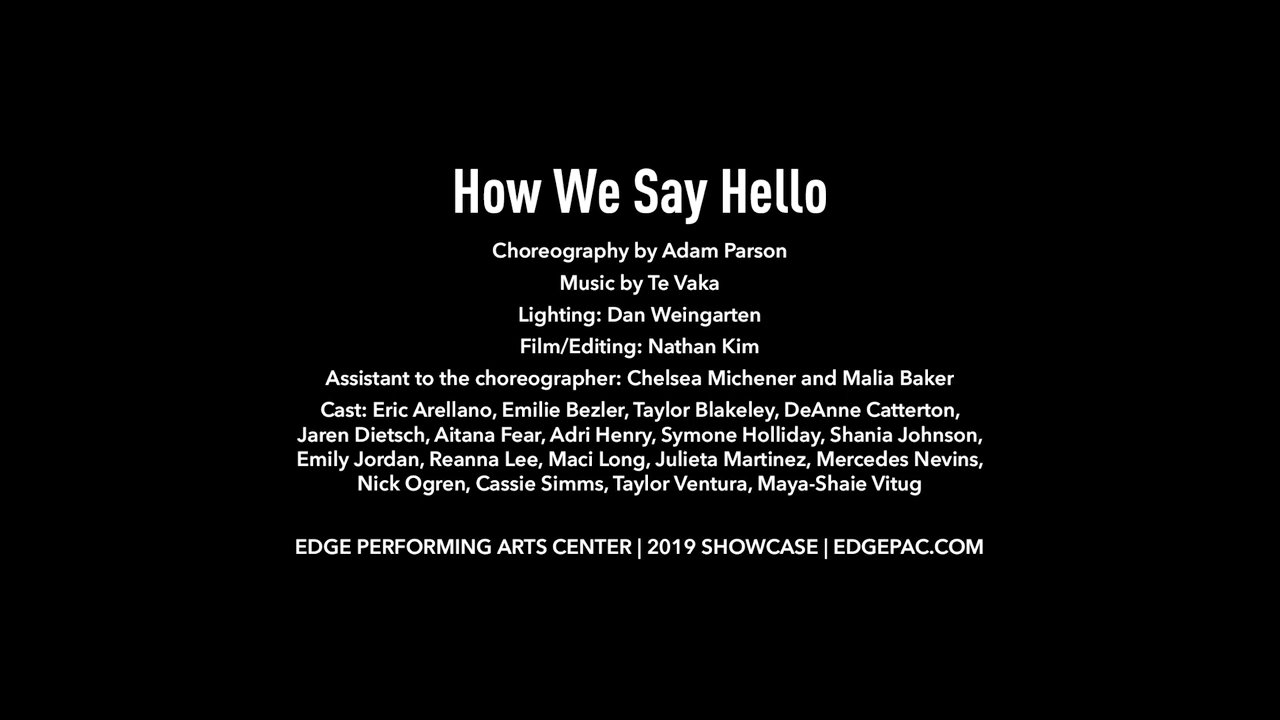 How We Say Hello
Choreography by Adam Parson
Music by Te Vaka
Lighting: Dan Weingarten
Film/Editing: Nathan Kim
Assistant to the choreographer: Chelsea Michener and Malia Baker
Cast: Eric Arellano, Emilie Bezler, Taylor Blakeley, DeAnne Catterton,
Jaren Dietsch, Aitana Fear, Adri Henry, Symone Holliday, Shania Johnson,
Emily Jordan, Reanna Lee, Maci Long, Julieta Martinez, Mercedes Nevins,
Nick Ogren, Cassie Simms, Taylor Ventura, Maya-Shaie Vitug
EDGE PERFORMING ARTS CENTER | 2019 SHOWCASE | EDGEPAC.COM